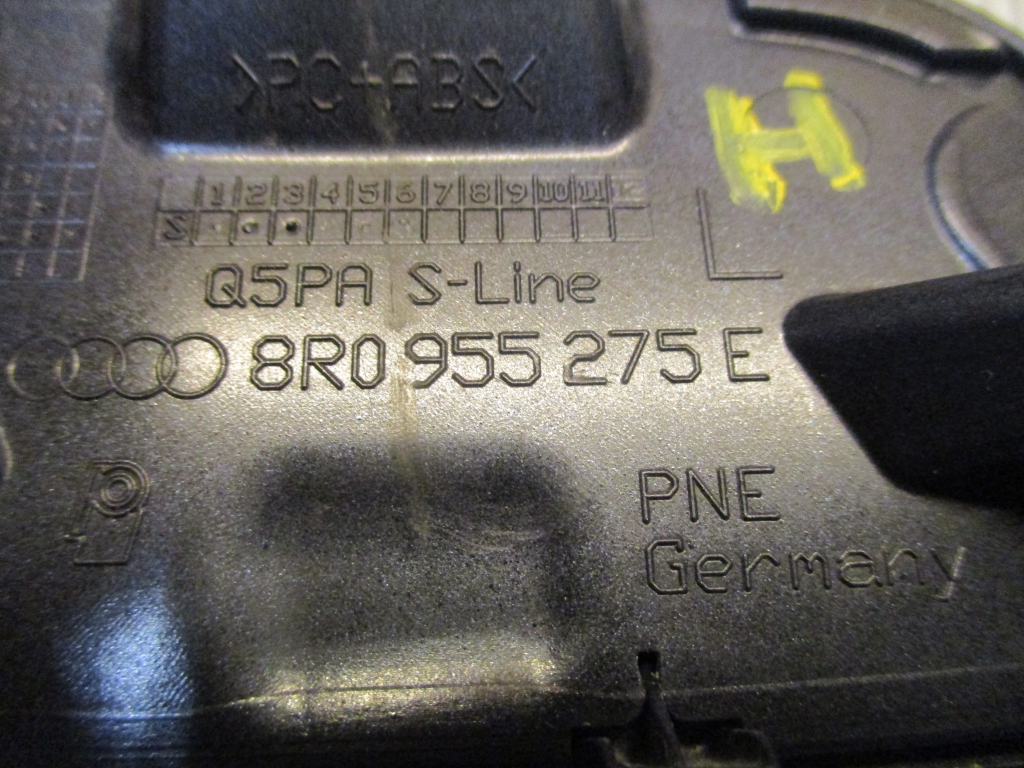 >PC+ABS<
H
1 2 3 4 5 6 7 8 9 10 11
S
Q5PA S-Line
8R0 955 275 E
PNE
Germany